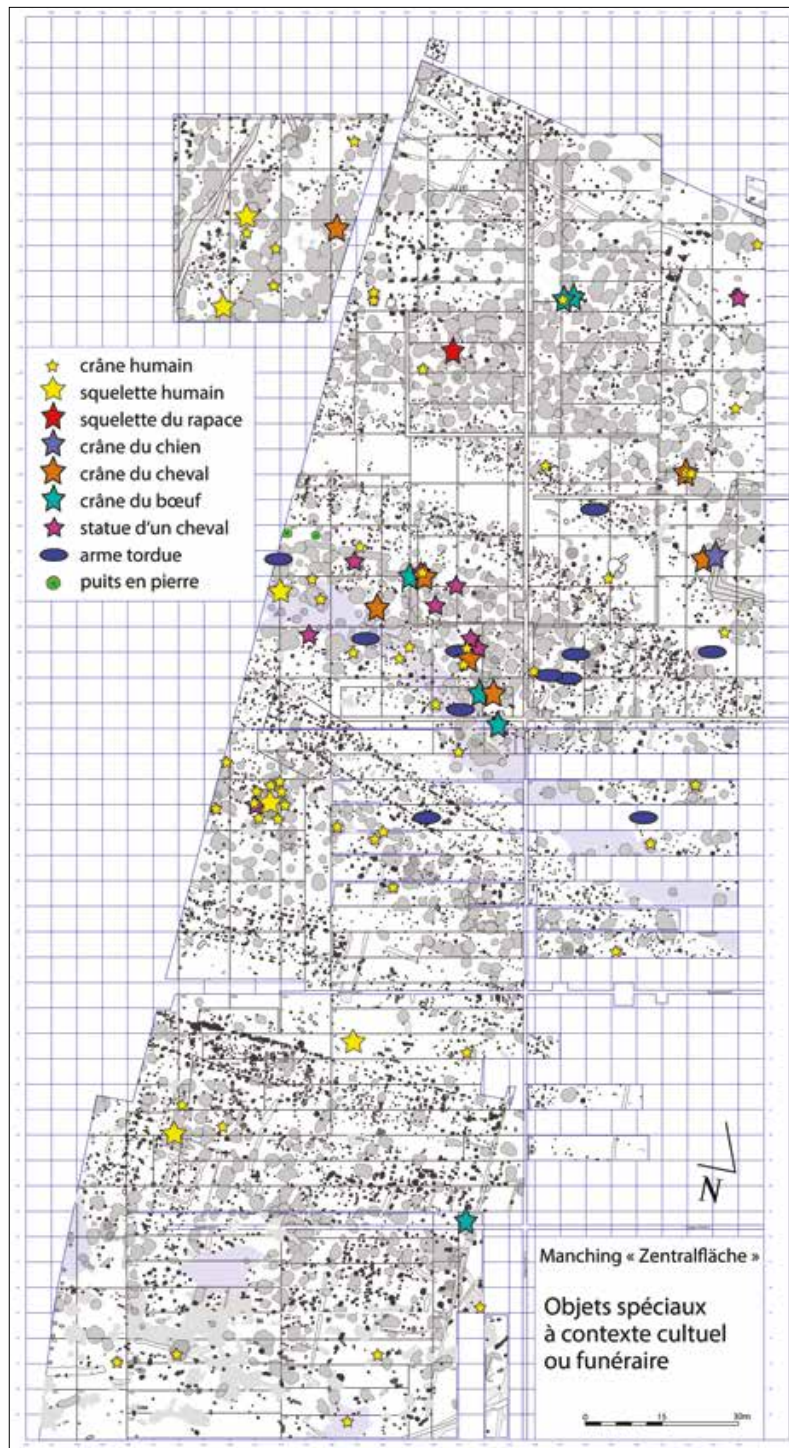 crâne humain
squelette humain
squelette du rapace
crâne du chien
crâne du cheval
crâne du bœuf
statue d'un cheval
arme tordue
puits en pierre
N
Manching « Zentralfläche »
Objets spéciaux
à contexte cultuel
ou funéraire
0 15 30m